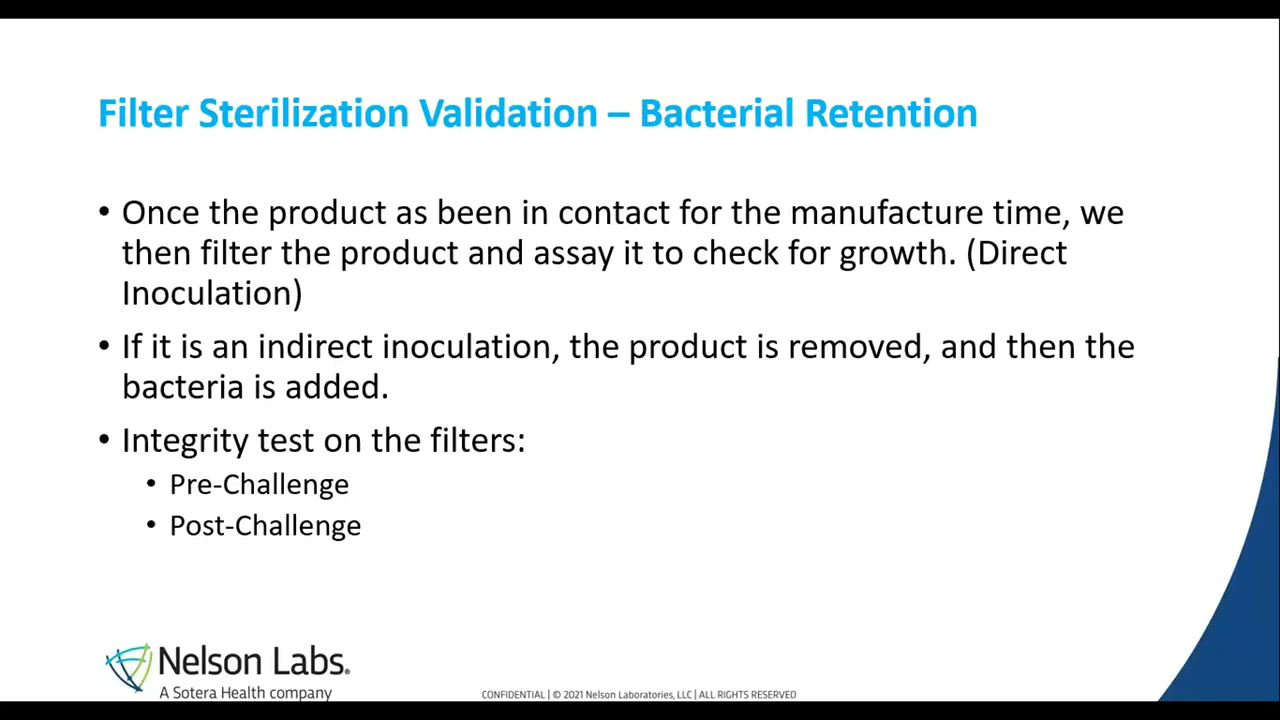 Filter Sterilization Validation – Bacterial Retention
• Once the product as been in contact for the manufacture time, we
then filter the product and assay it to check for growth. (Direct
Inoculation)
• If it is an indirect inoculation, the product is removed, and then the
bacteria is added.
• Integrity test on the filters:
• Pre-Challenge
• Post-Challenge
Nelson Labs®
A Sotera Health company
CONFIDENTIAL | © 2021 Nelson Laboratories, LLC | ALL RIGHTS RESERVED